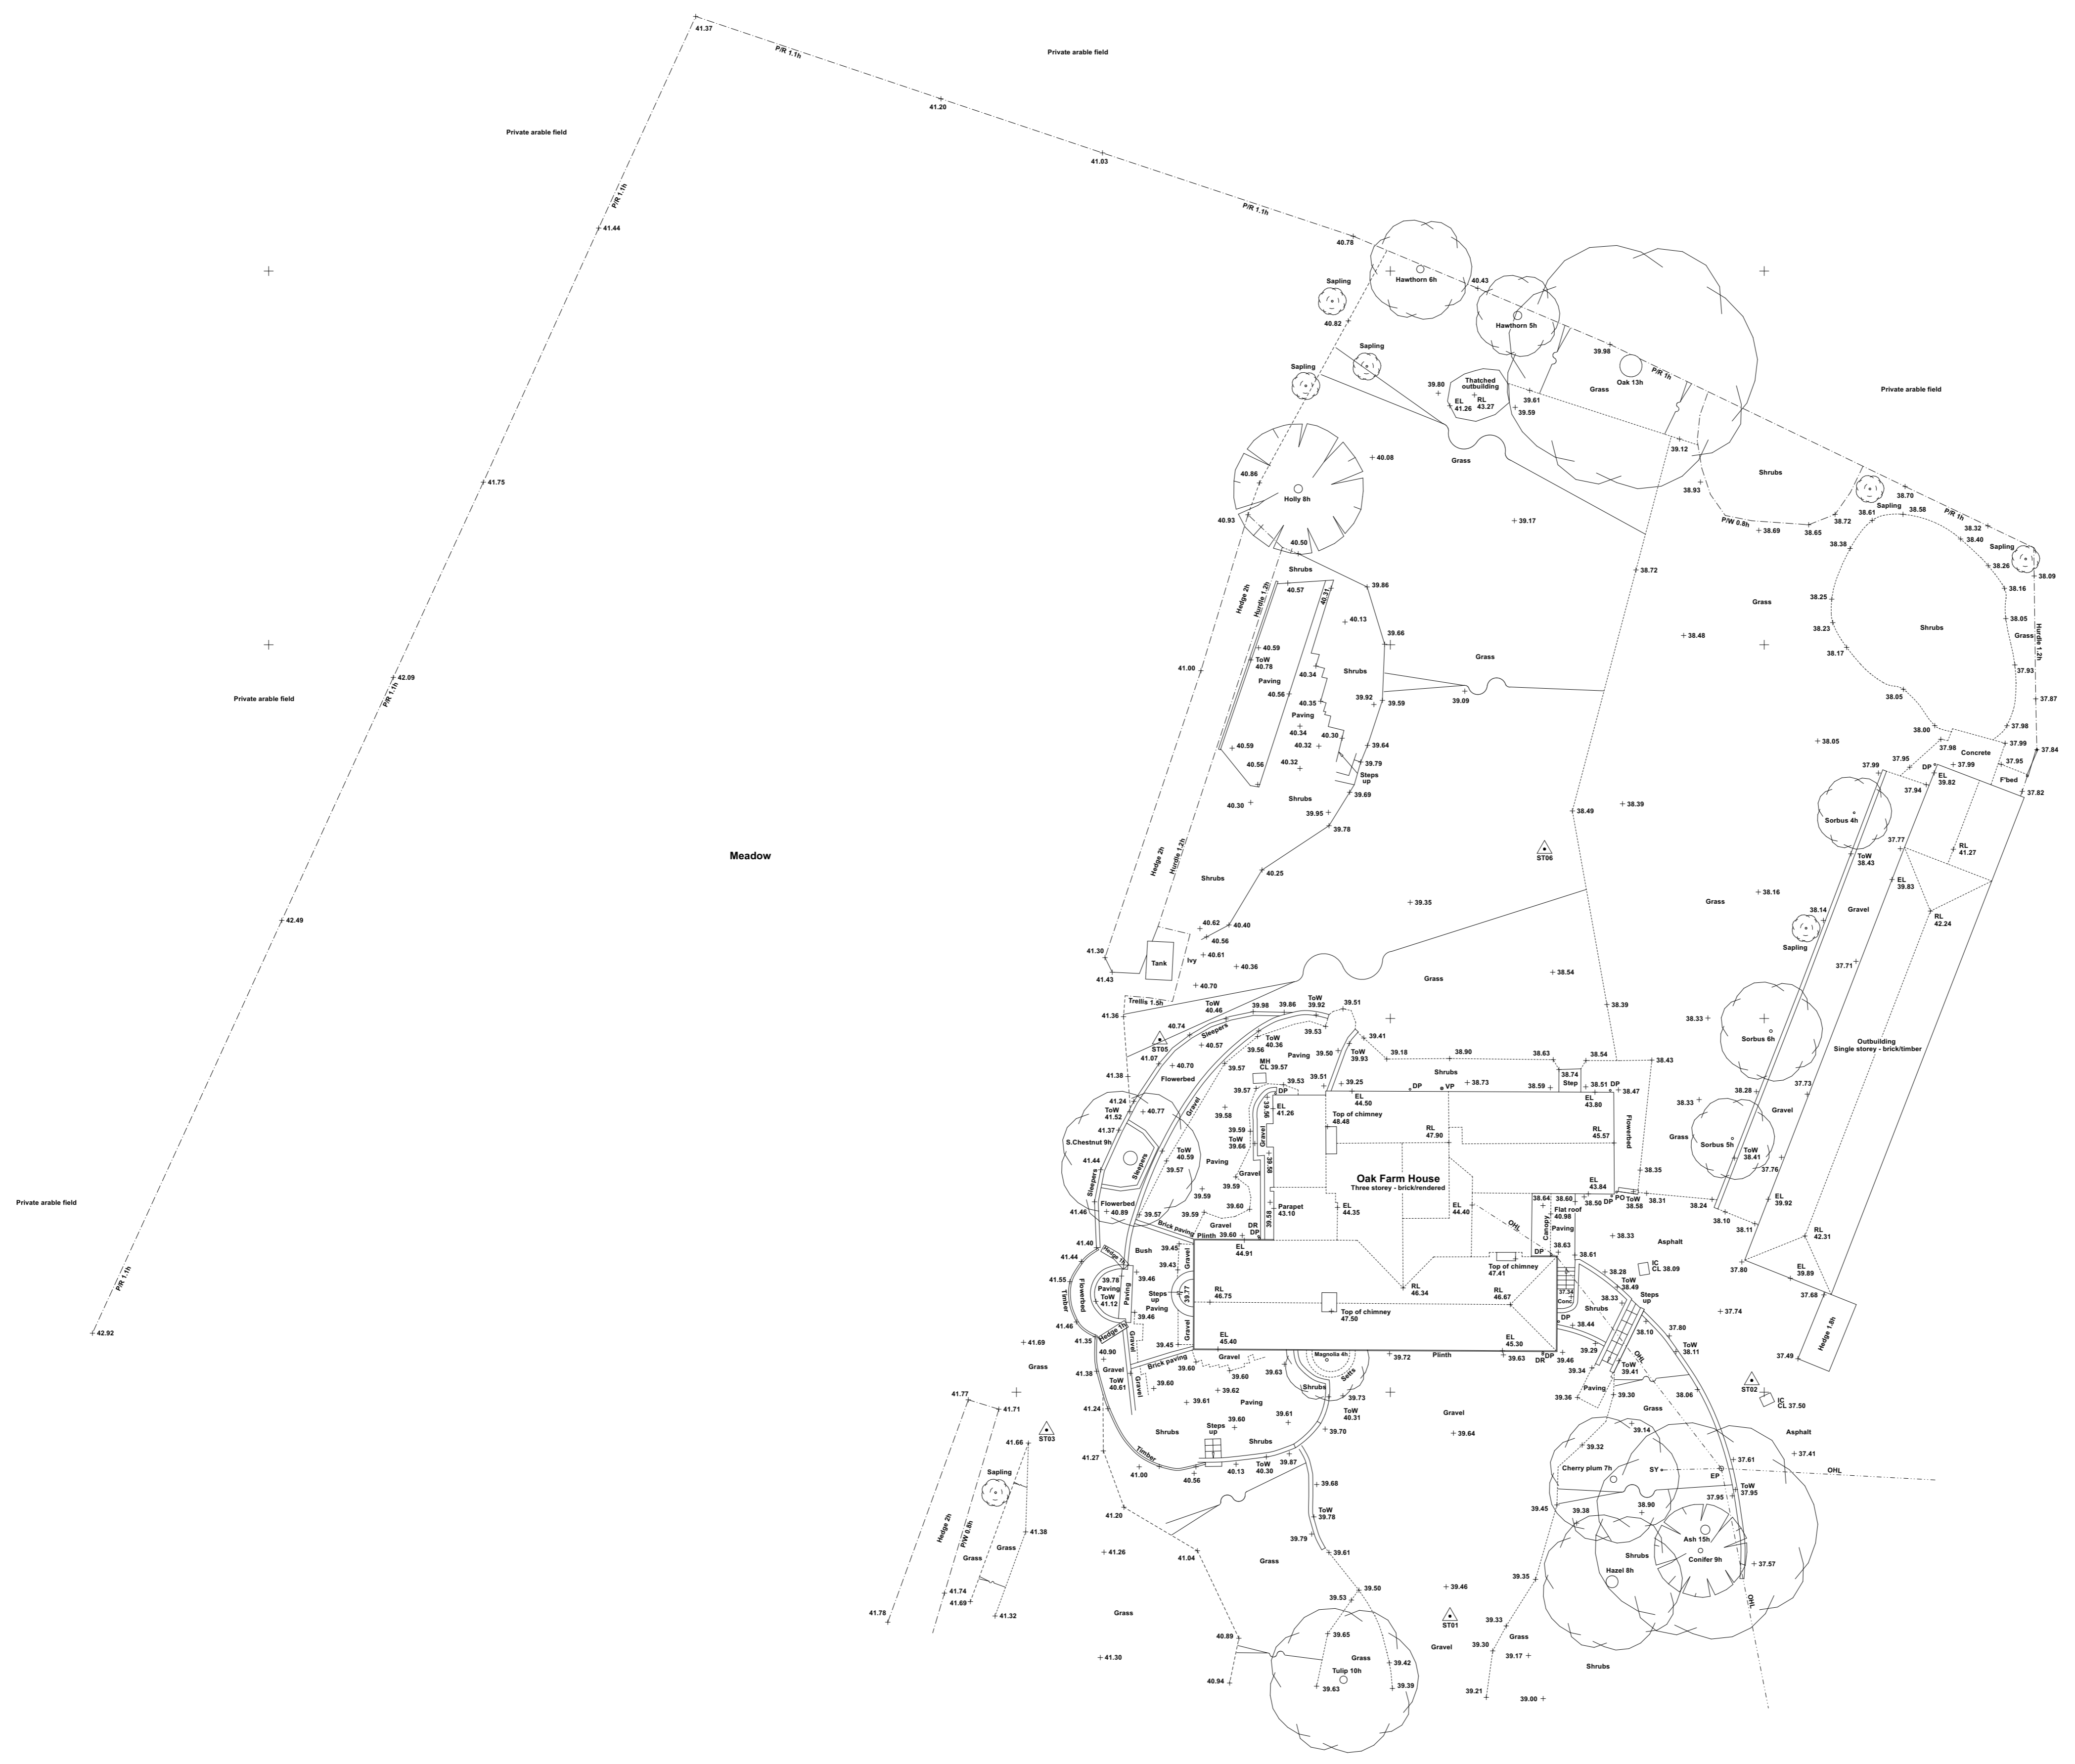 41.37
P/R 1.1h
Private arable field
41.20
Private arable field
41.03
P/R 1.1h
P/R 1.1h
41.44
40.78
Hawthorn 6h
40.43
Sapling
40.82
Hawthorn 5h
Sapling
39.98
P/R 1h
Oak 13h
Grass
Sapling
39.80
Thatched
outbuilding
EL
41.26
RL
43.27
39.61
39.59
Private arable field
39.12
40.08
Grass
40.86
Holly 8h
41.75
Shrubs
38.93
38.70
Sapling
P/R 1h
40.93
39.17
P/W 0.8h
38.69
38.65
38.72
38.61
38.58
38.32
38.40
40.50
Shrubs
38.38
Sapling
38.26
38.72
38.09
40.57
40.31
39.86
38.16
Hedge 2h
Hurdle 1.2h
38.25
Grass
40.13
38.05
39.66
38.23
Shrubs
Grass
Hurdle 1.2h
38.48
40.59
ToW
40.78
38.17
Grass
41.00
40.34
Shrubs
37.93
42.09
P/R 1.1h
Paving
40.56
39.92
39.59
39.09
38.05
37.87
Private arable field
40.35
Paving
40.34
40.30
38.00
37.98
40.59
40.32
39.64
38.05
37.98
37.99
37.84
Concrete
40.56
40.32
39.79
Steps
up
37.99
37.95
DP
37.99
37.95
EL
39.82
F'bed
37.94
37.82
40.30
Shrubs
39.69
38.39
39.95
39.78
38.49
Sorbus 4h
37.77
Meadow
Hedge 2h
Hurdle 1.2h
ST06
ToW
38.43
RL
41.27
Shrubs
40.25
EL
39.83
38.16
Grass
39.35
38.14
Gravel
RL
42.24
42.49
40.62
40.40
40.56
Sapling
41.30
40.61
Tank
Ivy
40.36
37.71
41.43
40.70
Grass
38.54
Trellis 1.5h
ToW
40.46
39.98
39.86
ToW
39.92
39.51
38.39
41.36
38.33
40.74
Sleepers
39.53
39.41
Sorbus 6h
ST05
40.57
39.56
ToW
40.36
Paving
39.50
ToW
39.93
39.18
38.90
38.63
38.54
38.43
Outbuilding
Single storey - brick/timber
41.07
40.70
39.57
MH
CL 39.57
39.51
Shrubs
38.74
Step
41.38
Flowerbed
39.57
DP
39.53
39.25
DP
VP
38.73
38.59
38.51
DP
38.47
37.73
38.28
41.24
ToW
41.52
40.77
Gravel
39.58
39.56
EL
41.26
EL
44.50
EL
43.80
38.33
Gravel
Top of chimney
48.48
41.37
39.59
ToW
39.66
Gravel
RL
47.90
RL
45.57
Flowerbed
Grass
S.Chestnut 9h
Sorbus 5h
ToW
40.59
39.57
Paving
39.58
ToW
38.41
41.44
Sleepers
Sleepers
Gravel
39.59
38.35
37.76
Oak Farm House
Three storey - brick/rendered
39.59
EL
43.84
Private arable field
Flowerbed
40.89
41.46
39.57
39.59
39.60
39.58
Parapet
43.10
EL
44.35
EL
44.40
38.64
38.60
38.50
DP
PO
ToW
38.58
38.31
38.24
EL
39.92
Flat roof
40.98
Canopy
Paving
OHL
38.10
38.11
Brick paving
Plinth
Gravel
39.60
DR
DP
EL
44.91
38.33
Asphalt
RL
42.31
41.40
Bush
39.45
41.44
Hedge 1h
Gravel
DP
38.63
38.61
37.80
EL
39.89
41.55
39.78
Paving
ToW
41.12
39.46
39.43
Top of chimney
47.41
38.28
IC
CL 38.09
ToW
38.49
Flowerbed
Timber
Paving
Steps
up
Paving
39.77
RL
46.75
RL
46.34
RL
46.67
37.34
Conc.
38.33
Steps
up
37.68
P/R 1.1h
Shrubs
Top of chimney
47.50
37.74
41.46
39.46
DP
38.44
38.10
37.80
Hedge 1.8h
42.92
41.69
41.35
Hedge 1h
Gravel
39.45
Gravel
EL
45.40
EL
45.30
39.29
ToW
38.11
40.90
Gravel
Brick paving
39.60
Gravel
Magnolia 4h
39.72
Plinth
39.63
DR
DP
39.46
OHL
37.49
Grass
41.38
ToW
40.61
Gravel
39.60
39.60
39.63
Setts
39.34
ToW
39.41
41.77
39.62
Shrubs
39.73
39.36
Paving
39.30
38.06
ST02
41.71
41.24
39.61
Paving
ToW
40.31
Grass
IC
CL 37.50
39.60
39.61
Gravel
39.70
39.64
39.14
Asphalt
41.66
ST03
Shrubs
Steps
up
Shrubs
39.32
37.41
Timber
39.87
41.27
41.00
40.56
40.13
ToW
40.30
Cherry plum 7h
SY
EP
37.61
OHL
Sapling
39.68
ToW
37.95
37.95
Hedge 2h
P/W 0.8h
41.20
ToW
39.78
39.45
39.38
38.90
41.38
39.79
Ash 15h
Grass
Grass
41.26
41.04
39.61
Grass
Shrubs
Conifer 9h
37.57
39.35
Hazel 8h
41.74
41.69
39.50
39.46
39.53
OHL
41.78
41.32
Grass
ST01
39.33
40.89
39.65
Gravel
39.30
Grass
39.17
Shrubs
41.30
Grass
39.42
Tulip 10h
40.94
39.63
39.39
39.21
39.00